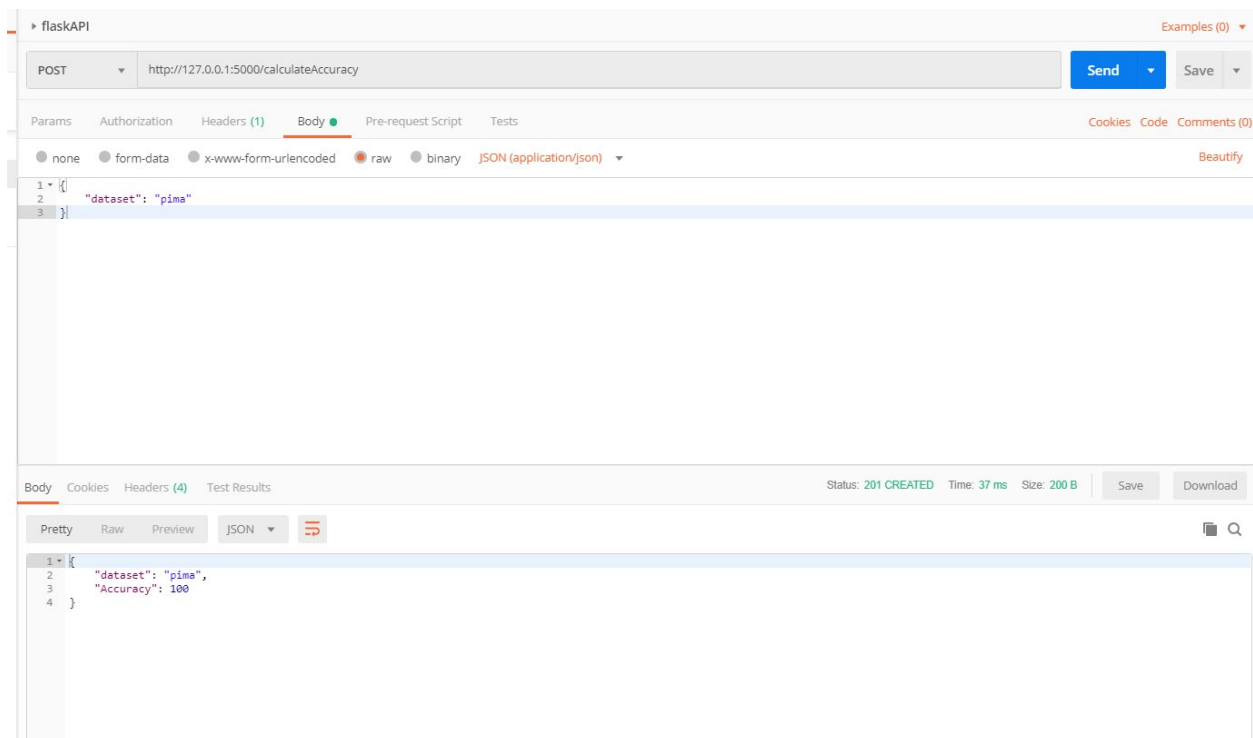 flaskAPI
Examples (0)
POST http://127.0.0.1:5000/calculateAccuracy Send Save
Params Authorization Headers (1) Body Pre-request Script Tests Cookies Code Comments (0)
none form-data x-www-form-urlencoded raw binary JSON (application/json) Beautify
1 {
2 "dataset": "pima"
3 }
Body Cookies Headers (4) Test Results Status: 201 CREATED Time: 37 ms Size: 200 B Save Download
Pretty Raw Preview JSON
1 {
2 "dataset": "pima",
3 "Accuracy": 100
4 }